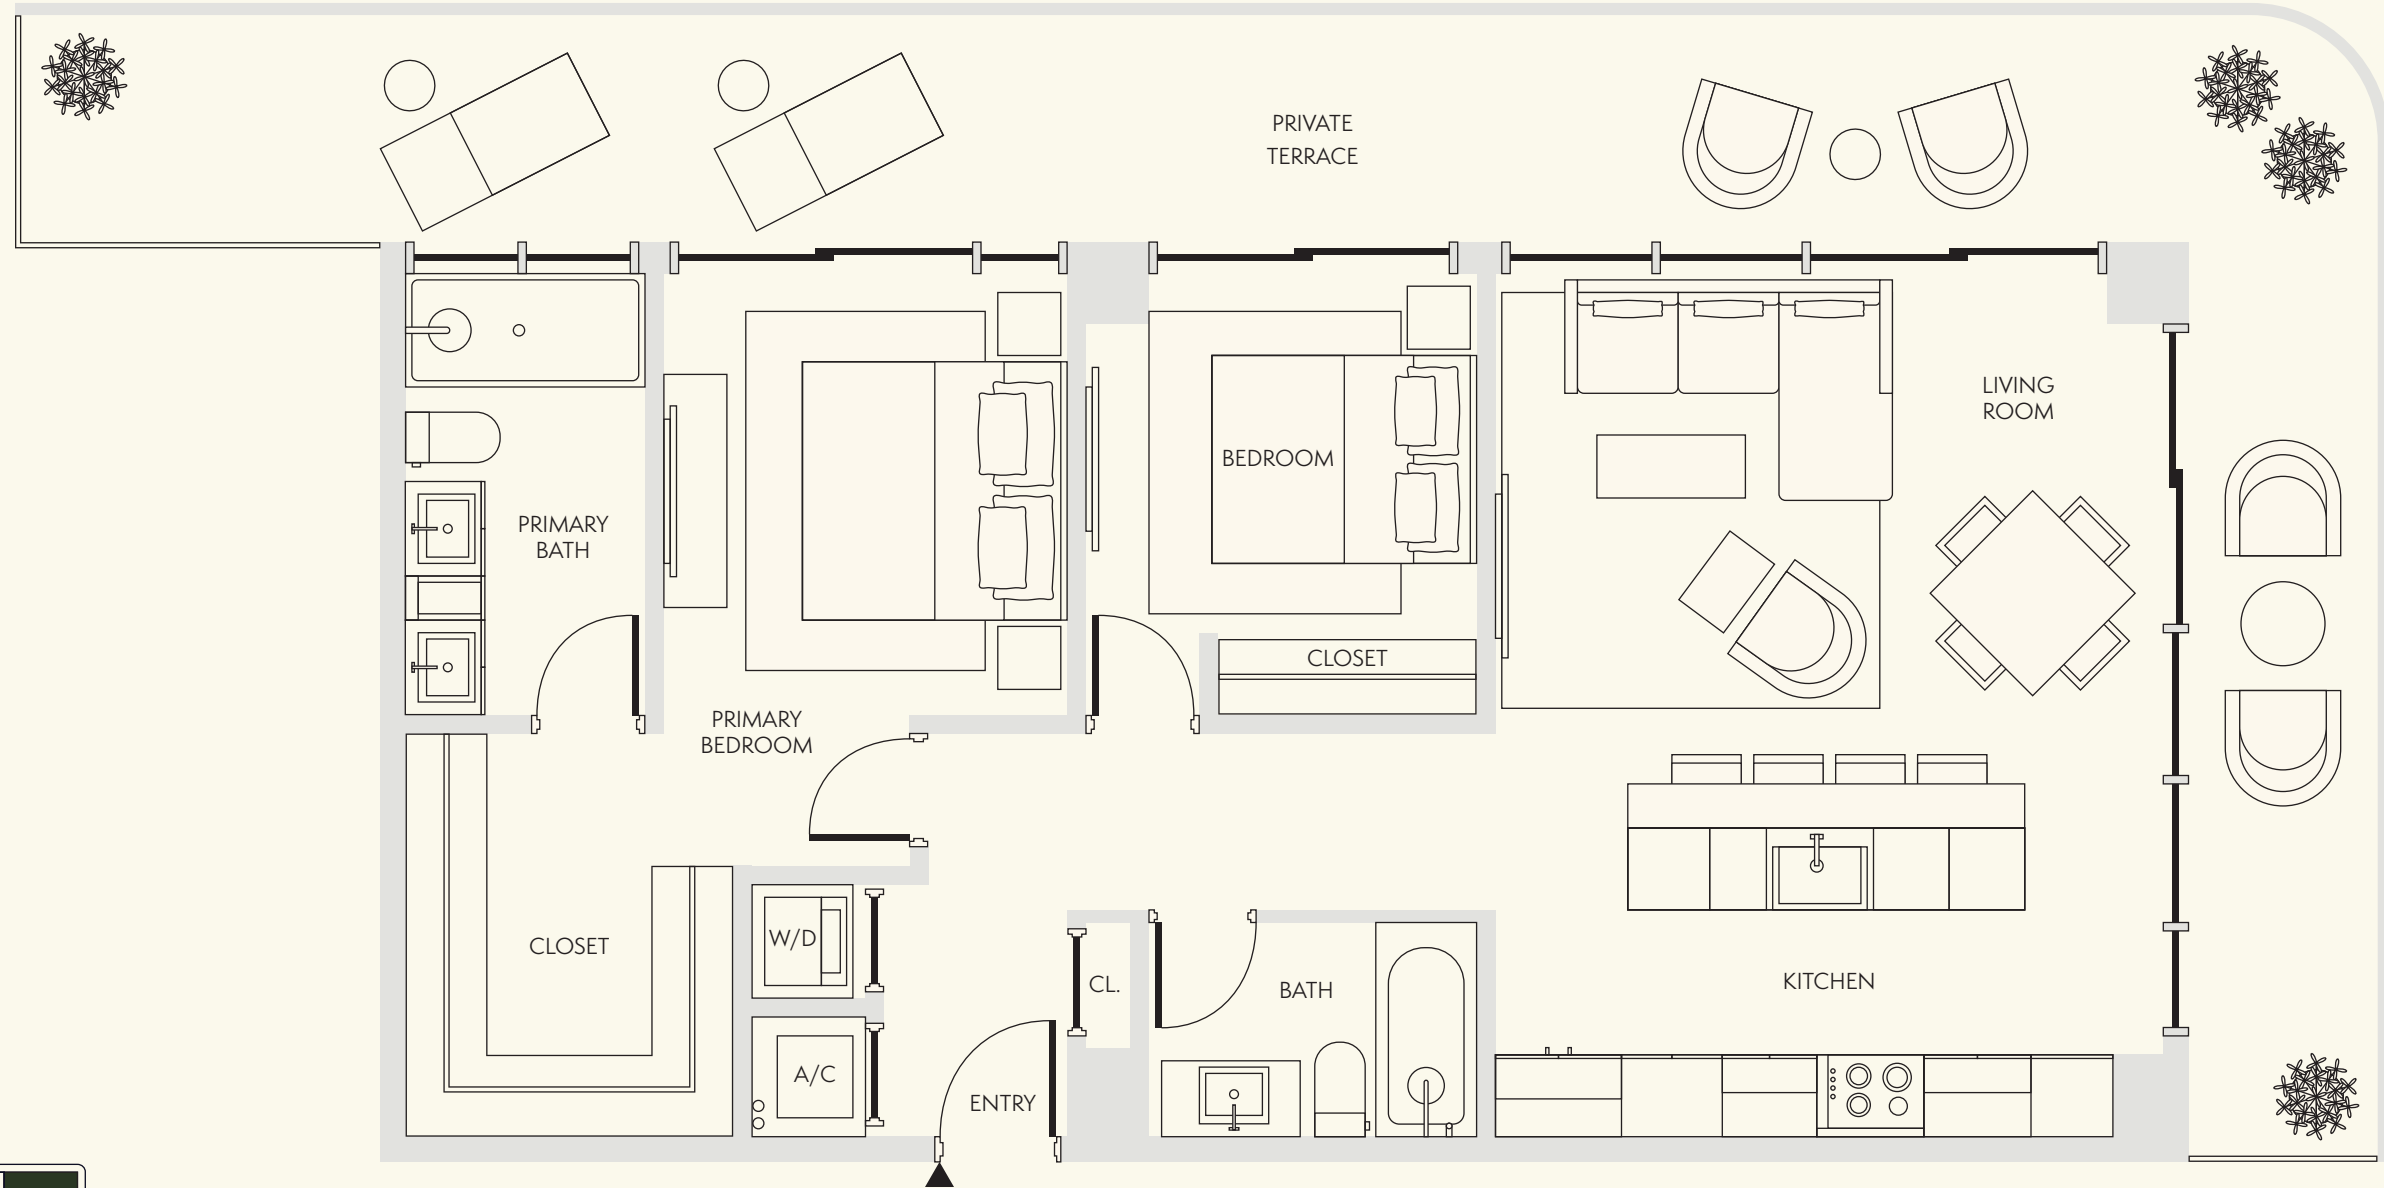 PRIVATE
TERRACE
LIVING
ROOM
BEDROOM
PRIMARY
BATH
CLOSET
PRIMARY
BEDROOM
W/D
CLOSET
CL.
BATH
KITCHEN
A/C
ENTRY